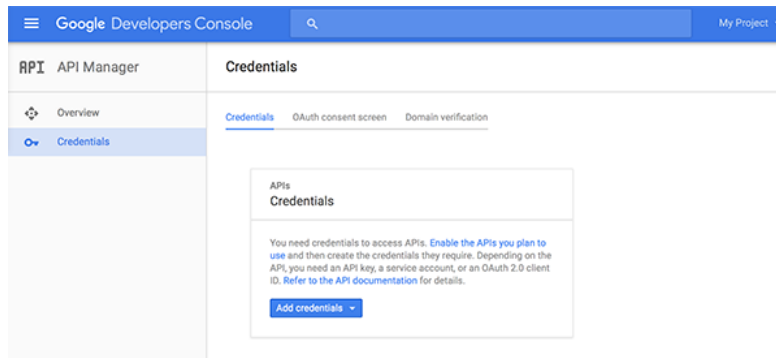 Google Developers Console
My Project
API API Manager
Credentials
Overview
Credentials
Credentials OAuth consent screen Domain verification
APIs
Credentials
You need credentials to access APIs. Enable the APIs you plan to
use and then create the credentials they require. Depending on the
API, you need an API key, a service account, or an OAuth 2.0 client
ID. Refer to the API documentation for details.
Add credentials